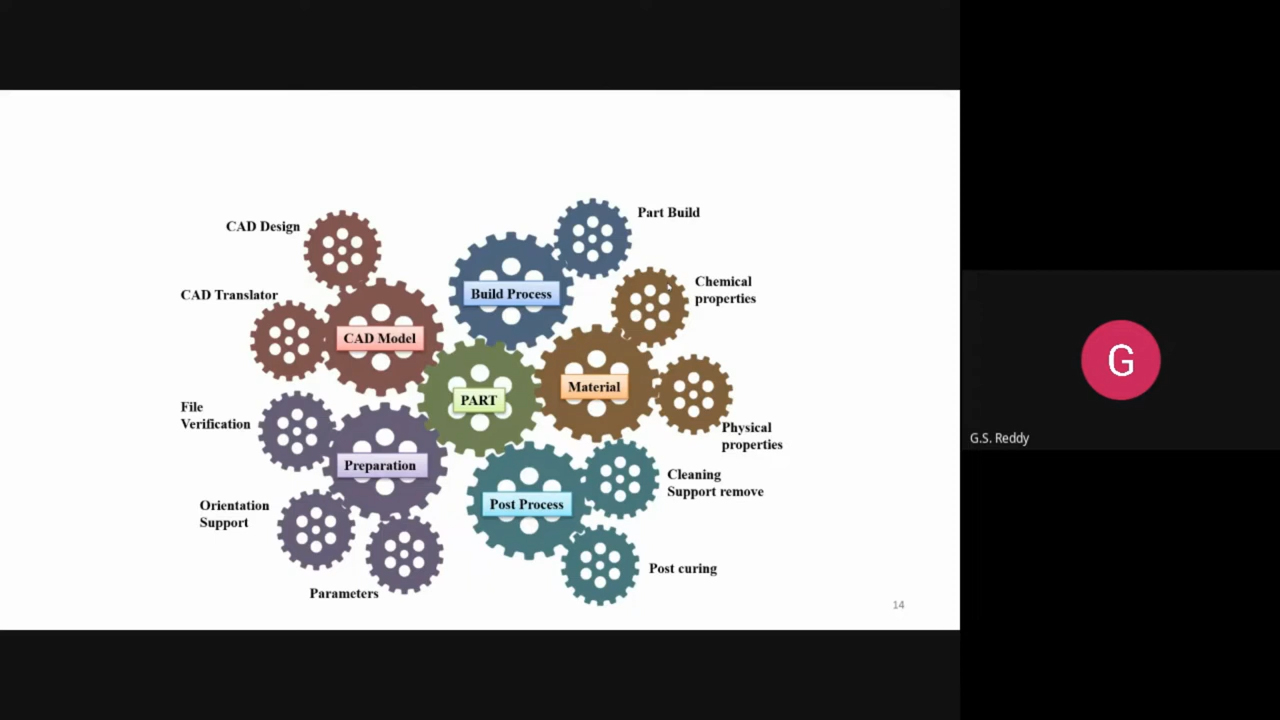 CAD Design
Part Build
Chemical
properties
CAD Translator
Build Process
CAD Model
Material
PART
File
Verification
Physical
properties
Preparation
Cleaning
Support remove
Orientation
Support
Post Process
Post curing
Parameters
14
G
G.S. Reddy